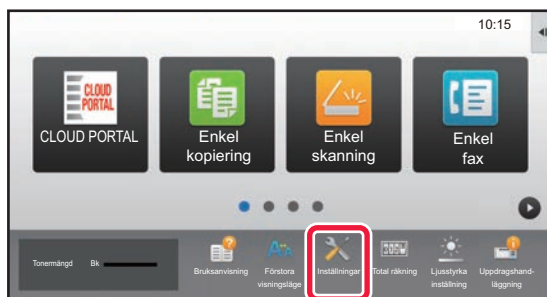 10:15
CLOUD
PORTAL
CLOUD PORTAL
Enkel
kopiering
Enkel
skanning
Enkel
fax
Tonermängd Bk
Bruksanvisning
Förstora
visningsläge
Inställningar
Total räkning
Ljusstyrka
inställning
Uppdragshand-
läggning